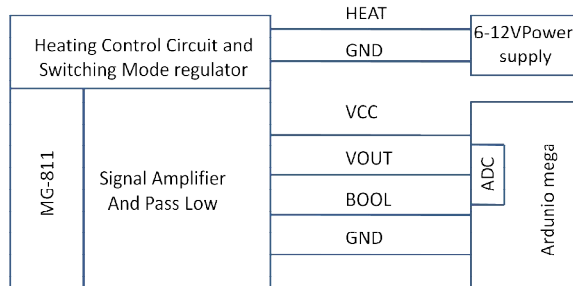 HEAT
Heating Control Circuit and
Switching Mode regulator
GND
6-12VPower
supply
VCC
MG-811
Signal Amplifier
And Pass Low
VOUT
BOOL
GND
ADC
Ardunio mega